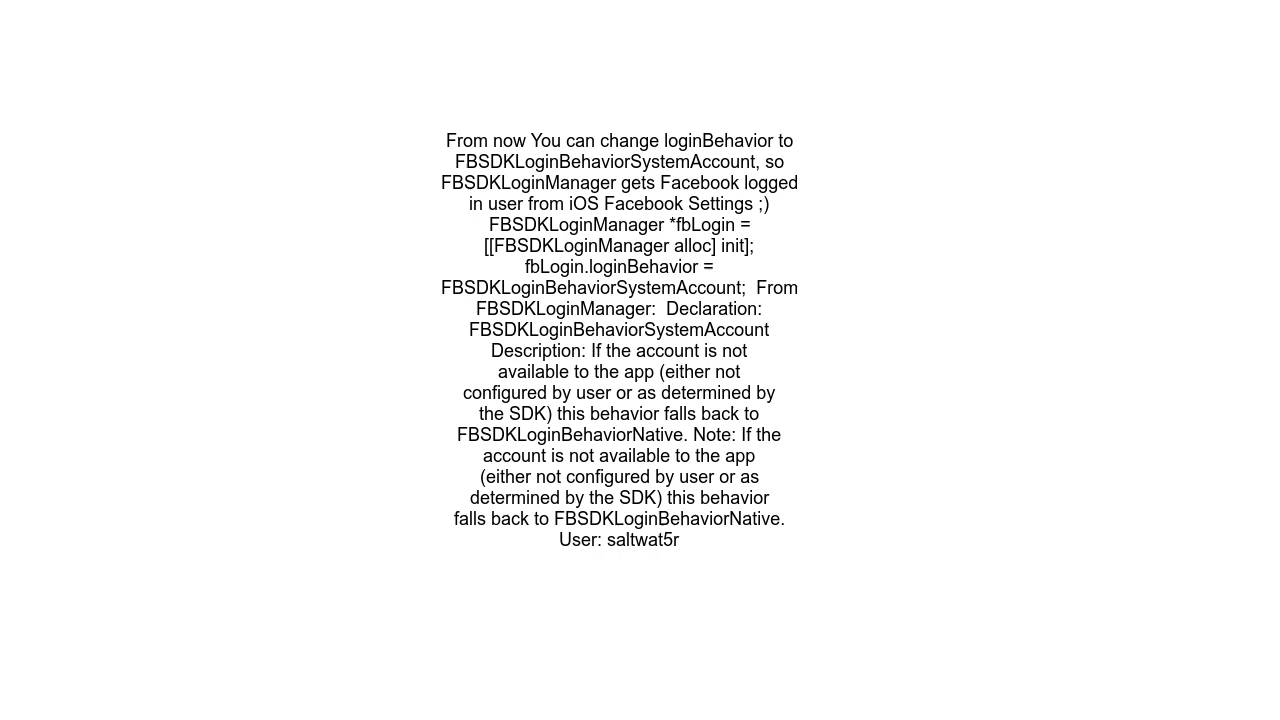 From now You can change loginBehavior to
FBSDKLoginBehaviorSystemAccount, so
FBSDKLoginManager gets Facebook logged
in user from iOS Facebook Settings ;)
FBSDKLoginManager *fbLogin =
[[FBSDKLoginManager alloc] init];
fbLogin.loginBehavior =
FBSDKLoginBehaviorSystemAccount;  From
FBSDKLoginManager:  Declaration:
FBSDKLoginBehaviorSystemAccount
Description: If the account is not
available to the app (either not
configured by user or as determined by
the SDK) this behavior falls back to
FBSDKLoginBehaviorNative. Note: If the
account is not available to the app
(either not configured by user or as
determined by the SDK) this behavior
falls back to FBSDKLoginBehaviorNative.
User: saltwat5r